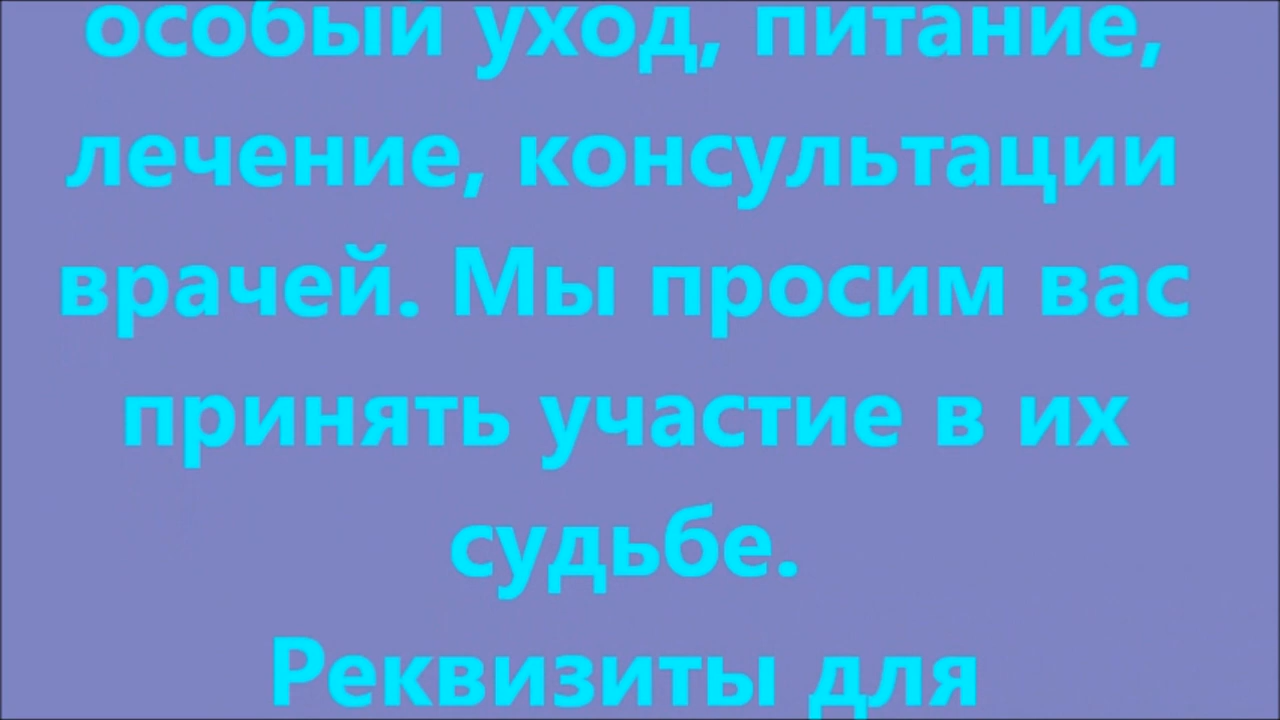 особый уход, питание,
лечение, консультации
врачей. Мы просим вас
принять участие в их
судьбе.
Реквизиты для